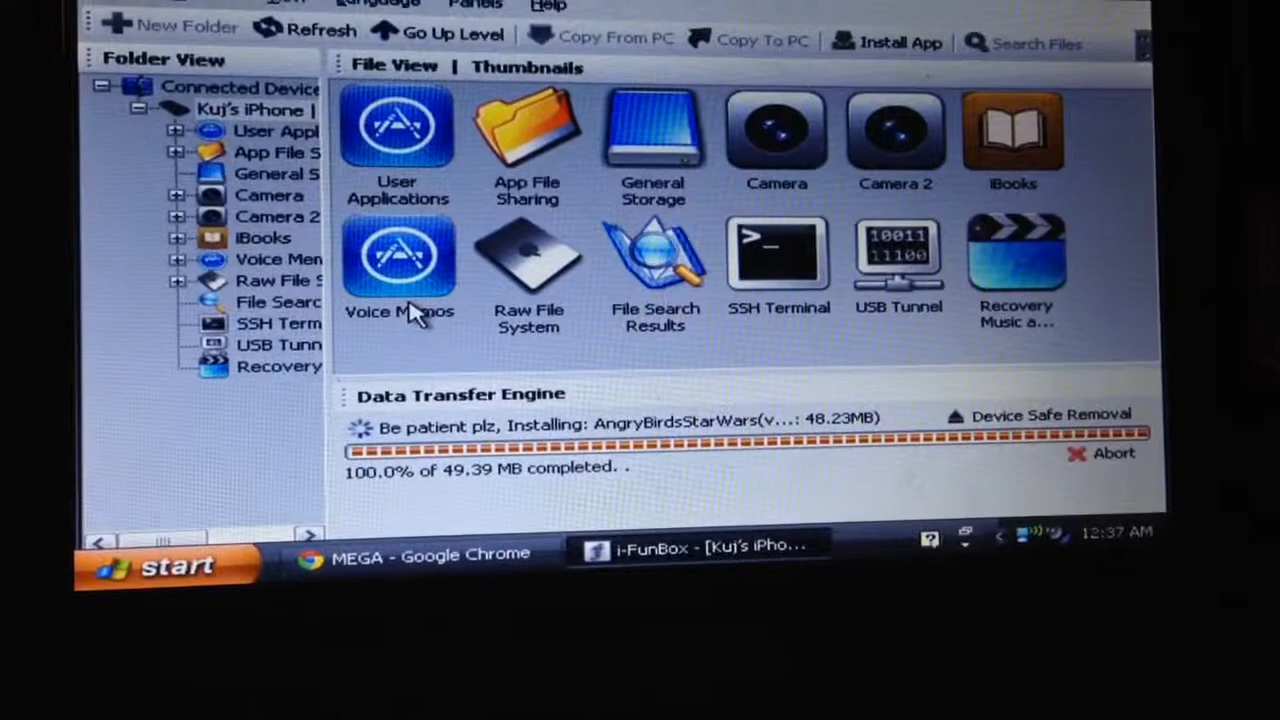 Language Panels Help
New Folder Refresh Go Up Level Copy From PC Copy To PC Install App Search Files
Folder View
File View | Thumbnails
Connected Device
Kuj's iPhone |
User Appl
App File S
General S
Camera
Camera 2
iBooks
Voice Men
Raw File S
File Searc
SSH Term
USB Tunn
Recovery
User
Applications
App File
Sharing
General
Storage
Camera
Camera 2
iBooks
Voice Memos
Raw File
System
File Search
Results
>_
SSH Terminal
10011
11100
USB Tunnel
Recovery
Music a...
Data Transfer Engine
Be patient plz, Installing: AngryBirdsStarWars(v...: 48.23MB)
Device Safe Removal
100.0% of 49.39 MB completed. .
Abort
start
MEGA - Google Chrome
i-FunBox - [Kuj's iPho...
12:37 AM